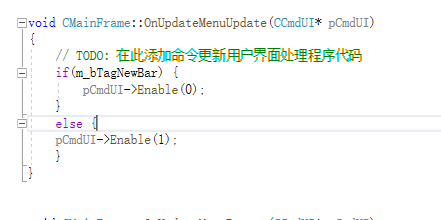 void CMainFrame::OnUpdateMenuUpdate(CCmdUI* pCmdUI)
{
// TODO: 在此添加命令更新用户界面处理程序代码
if(m_bTagNewBar) {
pCmdUI->Enable(0);
}
else {
pCmdUI->Enable(1);
}
}